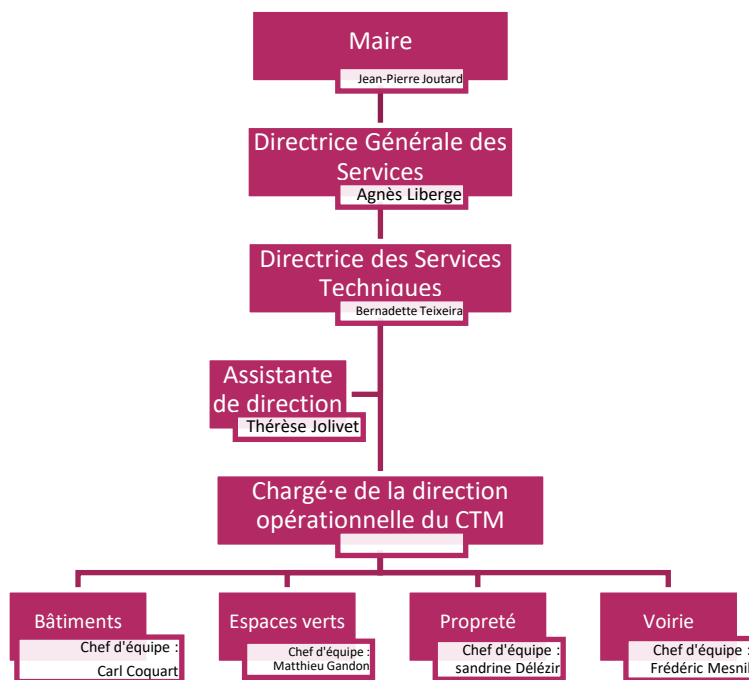 Maire
Jean-Pierre Joutard
Directrice Générale des
Services
Agnès Liberge
Directrice des Services
Techniques
Bernadette Teixeira
Assistante
de direction
Thérèse Jolivet
Chargé·e de la direction
opérationnelle du CTM
Bâtiments
Chef d'équipe :
Carl Coquart
Espaces verts
Chef d'équipe :
Matthieu Gandon
Propreté
Chef d'équipe :
sandrine Délézir
Voirie
Chef d'équipe :
Frédéric Mesnil